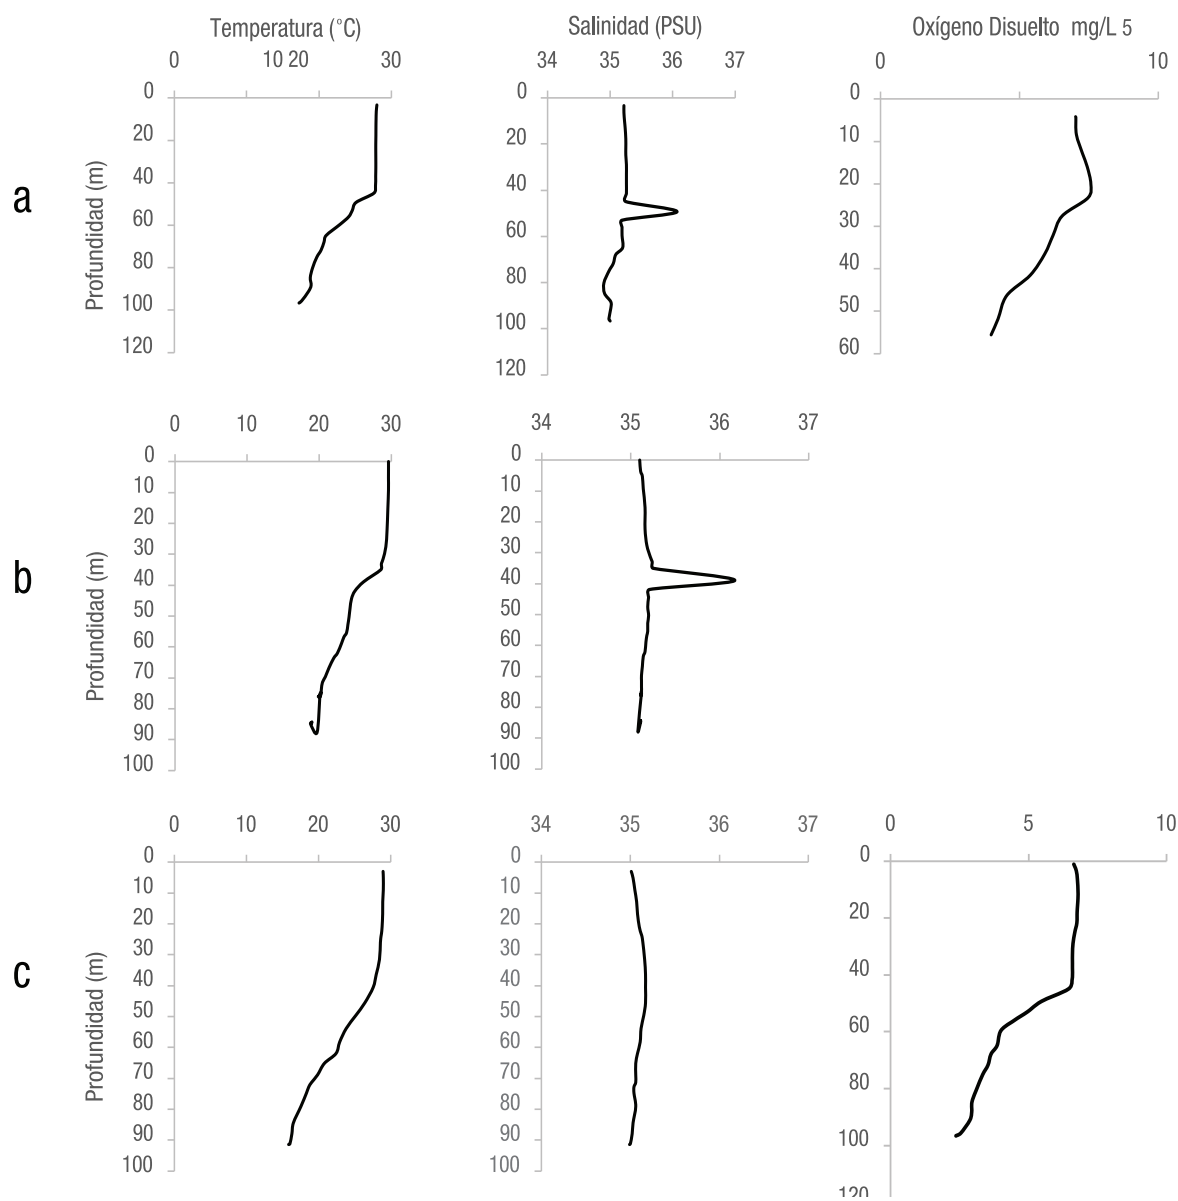 Temperatura (°C) Salinidad (PSU) Oxígeno Disuelto mg/L 5
0 10 20 30 34 35 36 37 0 10
0 0 0
20 20 10
40 40 20
60 60 30
80 80 40
100 100 50
120 120 60
Profundidad (m)
a
0 10 20 30 34 35 36 37
0 0
10 10
20 20
30 30
40 40
50 50
60 60
70 70
80 80
90 90
100 100
Profundidad (m)
b
0 10 20 30 34 35 36 37 0 5 10
0 0 0
10 10
20 20 20
30 30
40 40 40
50 50
60 60 60
70 70
80 80 80
90 90
100 100 100
120
Profundidad (m)
c